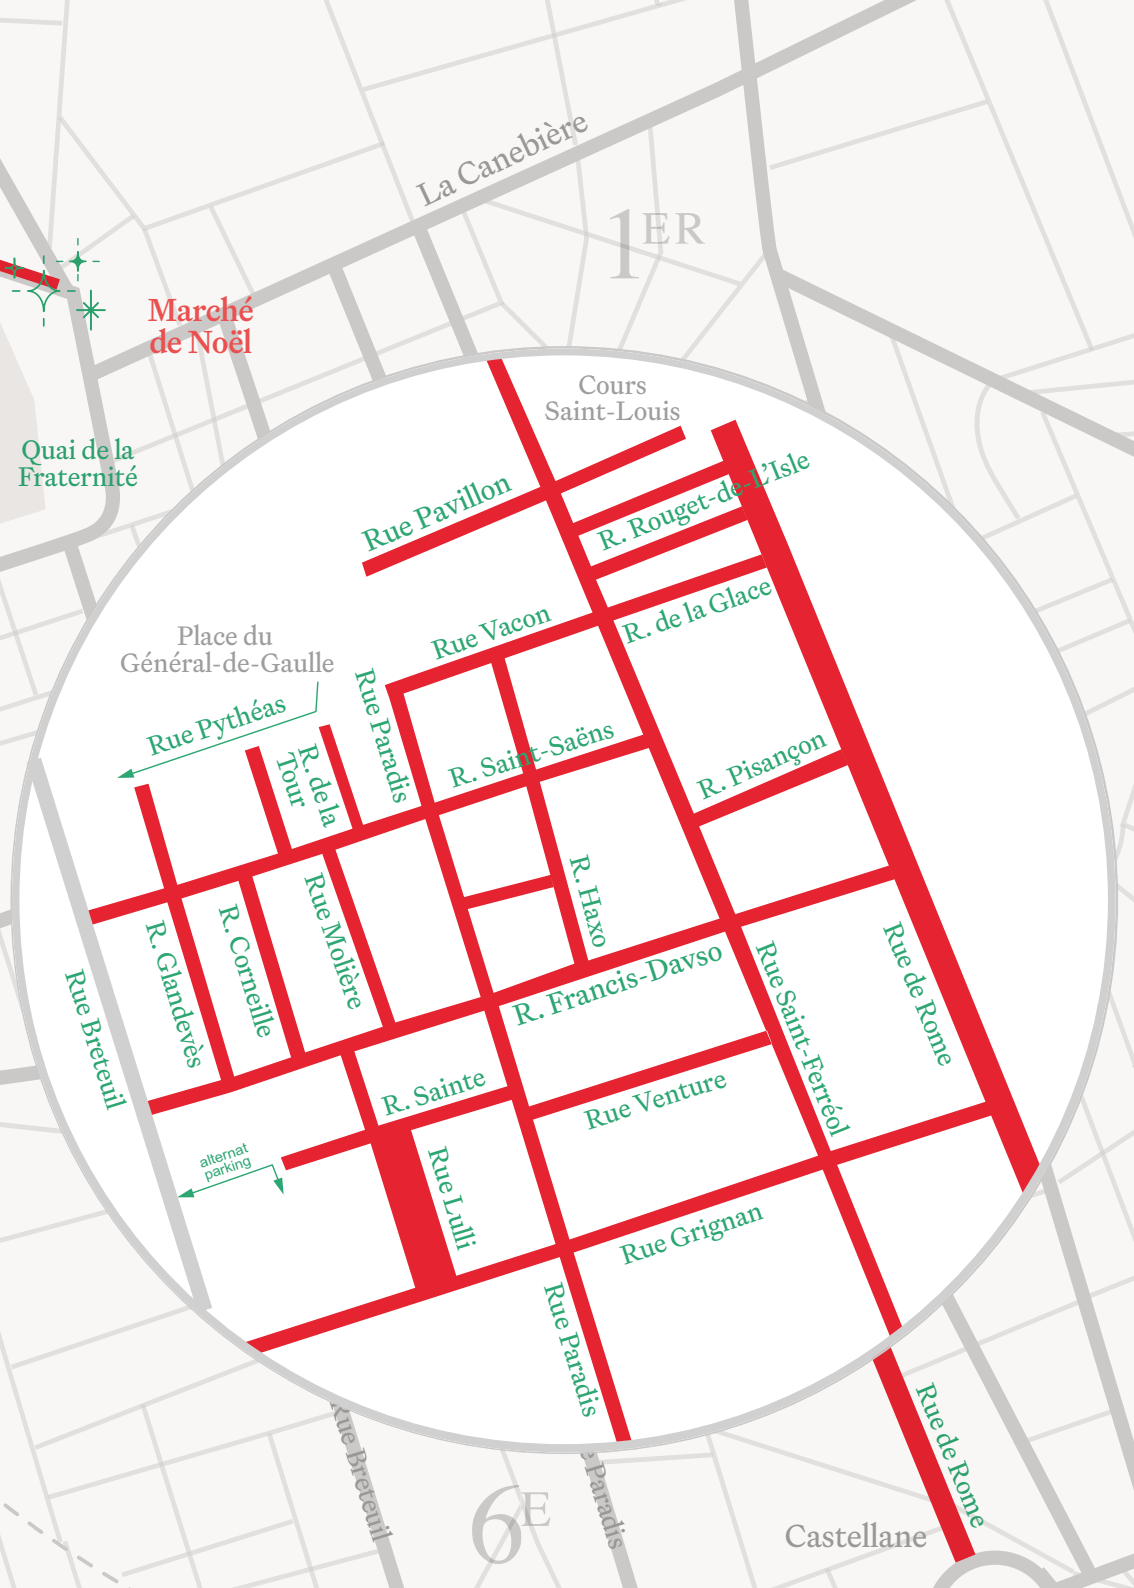 La Canebière
1ER
Marché
de Noël
Cours
Saint-Louis
Quai de la
Fraternité
Rue Pavillon
R. Rouget-de-L'Isle
R. de la Glace
Rue Vacon
Place du
Général-de-Gaulle
Rue Pythéas
R. de la
Tour
Rue Paradis
R. Saint-Saëns
R. Pisançon
R. Haxo
R. Glandevès
R. Corneille
Rue Molière
Rue Breteuil
R. Francis-Davso
Rue Saint-Ferréol
Rue de Rome
R. Sainte
Rue Venture
alternat
parking
Rue Lulli
Rue Grignan
Rue Paradis
Rue de Rome
Rue Breteuil
e Paradis
6E
Castellane